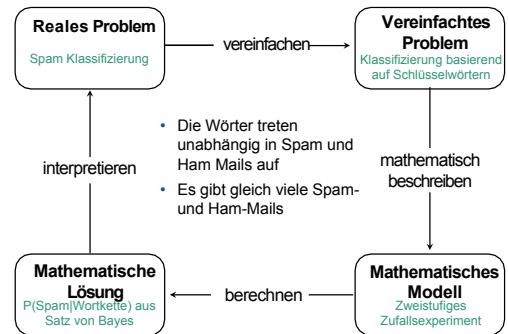 Reales Problem
Spam Klassifizierung
vereinfachen
Vereinfachtes
Problem
Klassifizierung basierend
auf Schlüsselwörtern
• Die Wörter treten
unabhängig in Spam und
Ham Mails auf
• Es gibt gleich viele Spam-
und Ham-Mails
interpretieren
mathematisch
beschreiben
Mathematische
Lösung
P(Spam|Wortkette) aus
Satz von Bayes
berechnen
Mathematisches
Modell
Zweistufiges
Zufallsexperiment